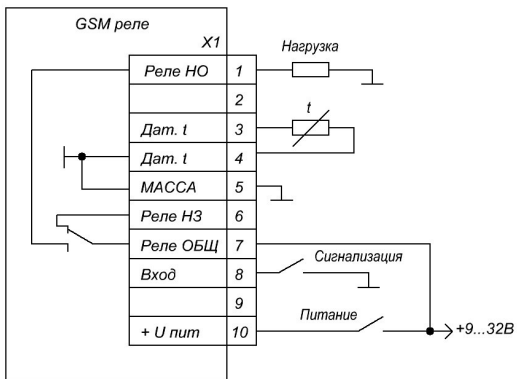 GSM реле
X1
Нагрузка
Реле НО 1
2
t
Дат. t 3
Дат. t 4
МАССА 5
Реле НЗ 6
Реле ОБЩ 7
Сигнализация
Вход 8
9
Питание
+ U пит 10
+9...32В